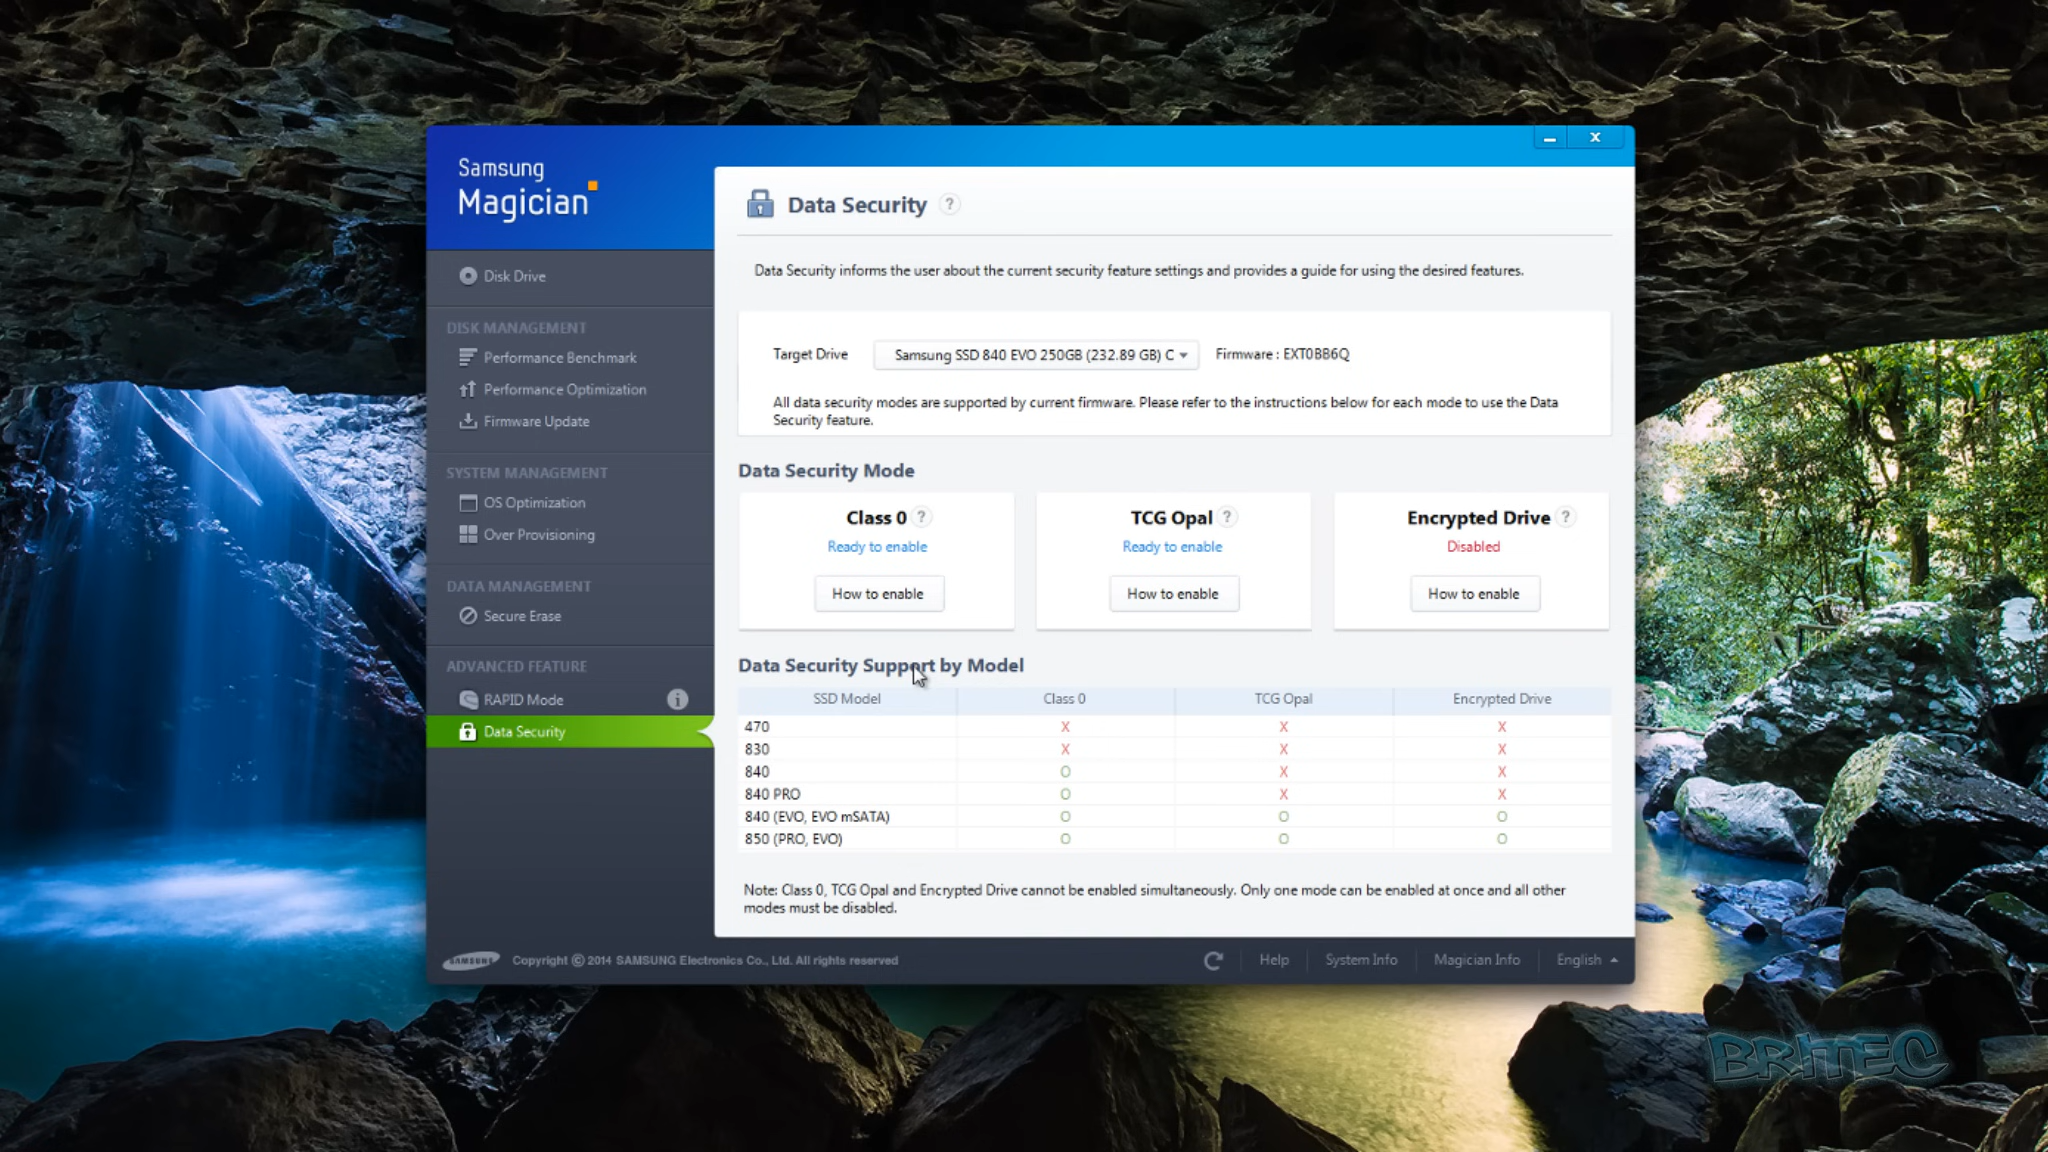 Samsung
Magician
Disk Drive
DISK MANAGEMENT
Performance Benchmark
Performance Optimization
Firmware Update
SYSTEM MANAGEMENT
OS Optimization
Over Provisioning
DATA MANAGEMENT
Secure Erase
ADVANCED FEATURE
RAPID Mode
Data Security
Data Security ?
Data Security informs the user about the current security feature settings and provides a guide for using the desired features.
Target Drive Samsung SSD 840 EVO 250GB (232.89 GB) C Firmware : EXT0BB6Q
All data security modes are supported by current firmware. Please refer to the instructions below for each mode to use the Data
Security feature.
Data Security Mode
Class 0 ? TCG Opal ? Encrypted Drive ?
Ready to enable Ready to enable Disabled
How to enable How to enable How to enable
Data Security Support by Model
SSD Model Class 0 TCG Opal Encrypted Drive
470 X X X
830 X X X
840 O X X
840 PRO O X X
840 (EVO, EVO mSATA) O O O
850 (PRO, EVO) O O O
Note: Class 0, TCG Opal and Encrypted Drive cannot be enabled simultaneously. Only one mode can be enabled at once and all other
modes must be disabled.
SAMSUNG Copyright © 2014 SAMSUNG Electronics Co., Ltd. All rights reserved Help System Info Magician Info English
BRITEC